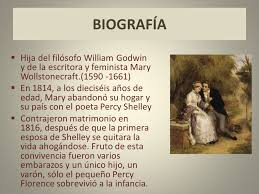 BIOGRAFÍA
▪ Hija del filósofo William Godwin
y de la escritora y feminista Mary
Wollstonecraft.(1590 -1661)
▪ En 1814, a los dieciséis años de
edad, Mary abandonó su hogar y
su país con el poeta Percy Shelley
▪ Contrajeron matrimonio en
1816, después de que la primera
esposa de Shelley se quitara la
vida ahogándose. Fruto de esta
convivencia fueron varios
embarazos y un único hijo, un
varón, sólo el pequeño Percy
Florence sobrevivió a la infancia.